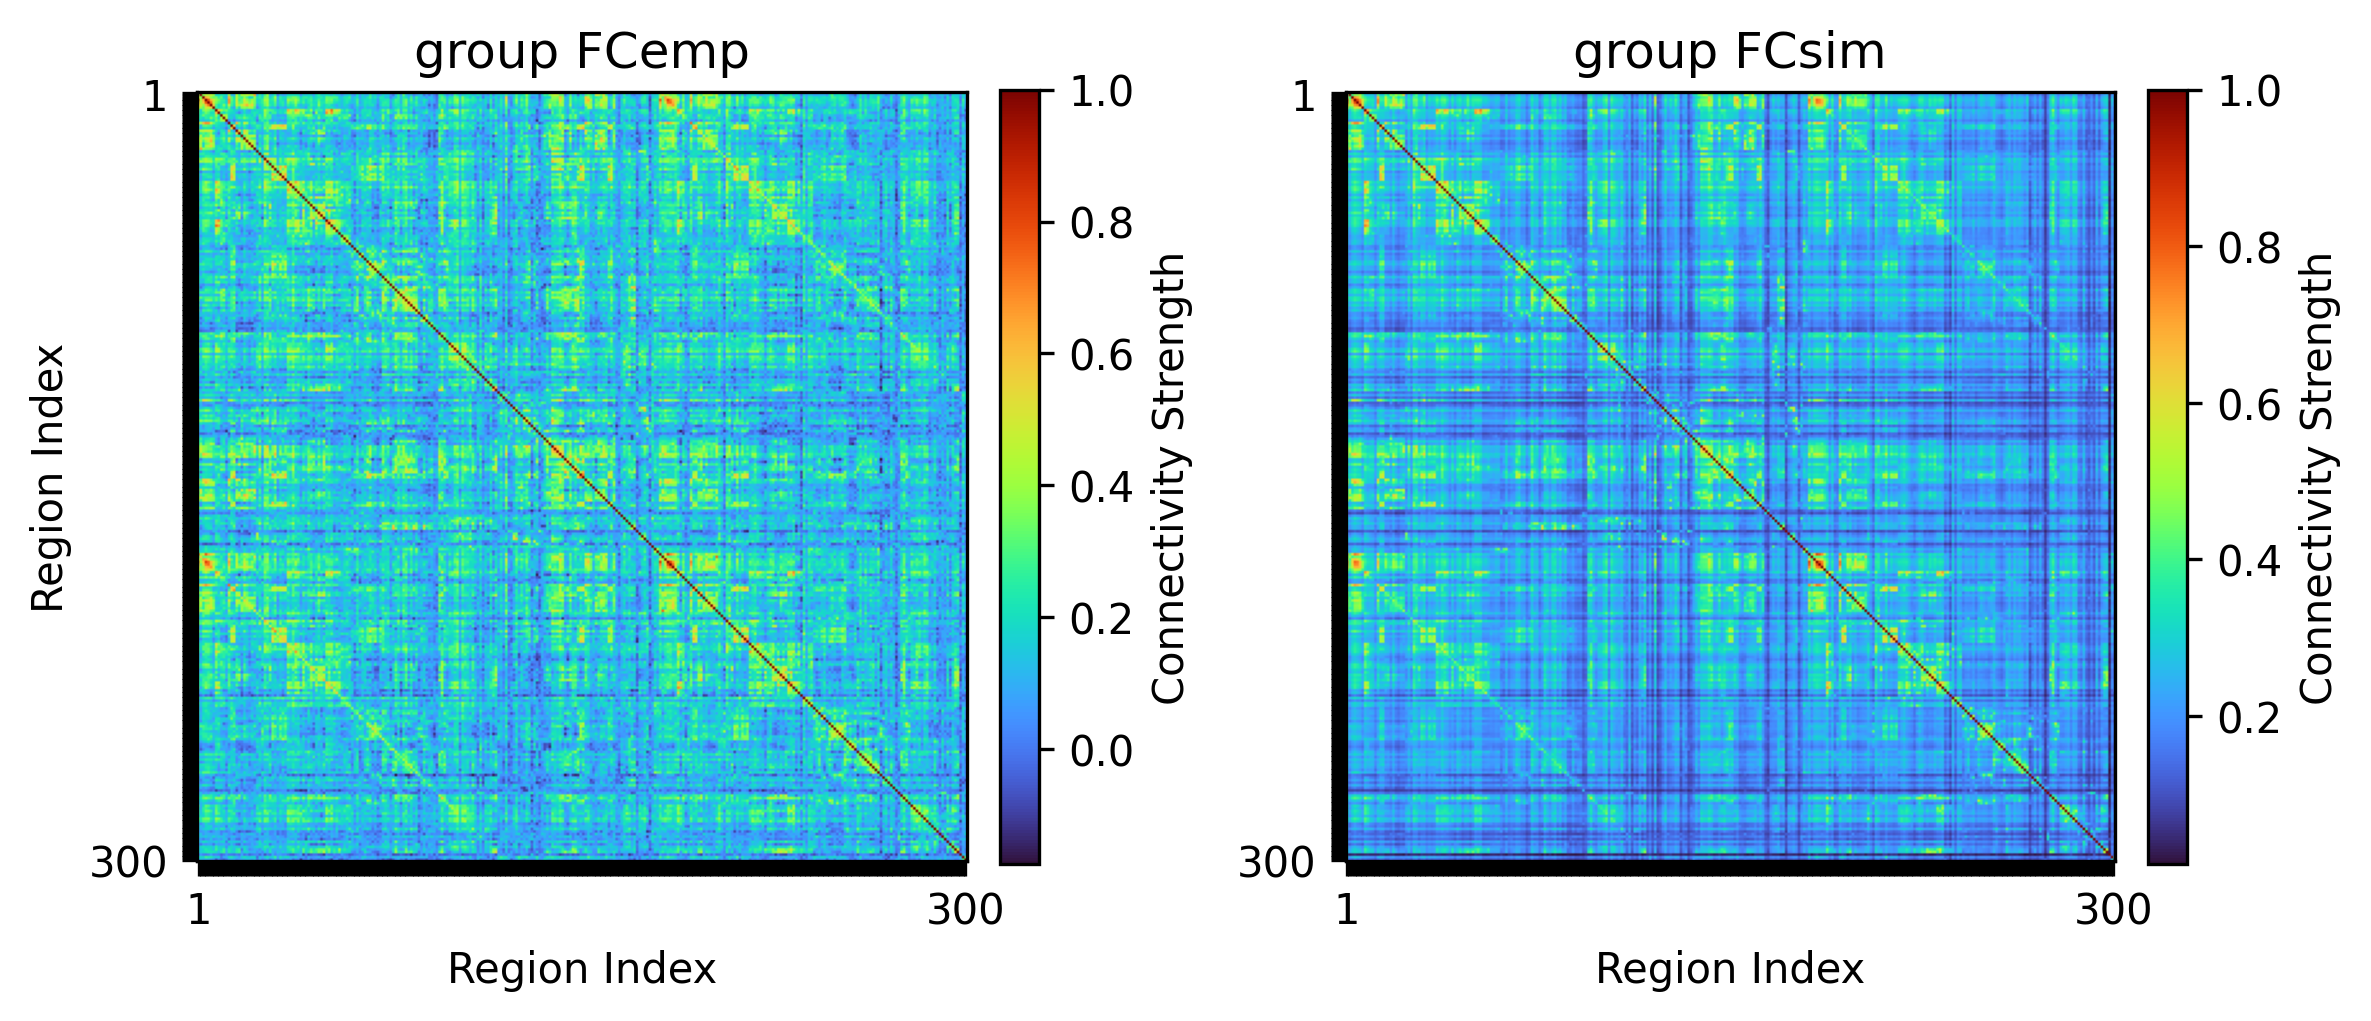 group FCemp
1
300
1
300
Region Index
Region Index
1.0
0.8
0.6
0.4
0.2
0.0
Connectivity Strength
group FCsim
1
300
1
300
Region Index
1.0
0.8
0.6
0.4
0.2
Connectivity Strength